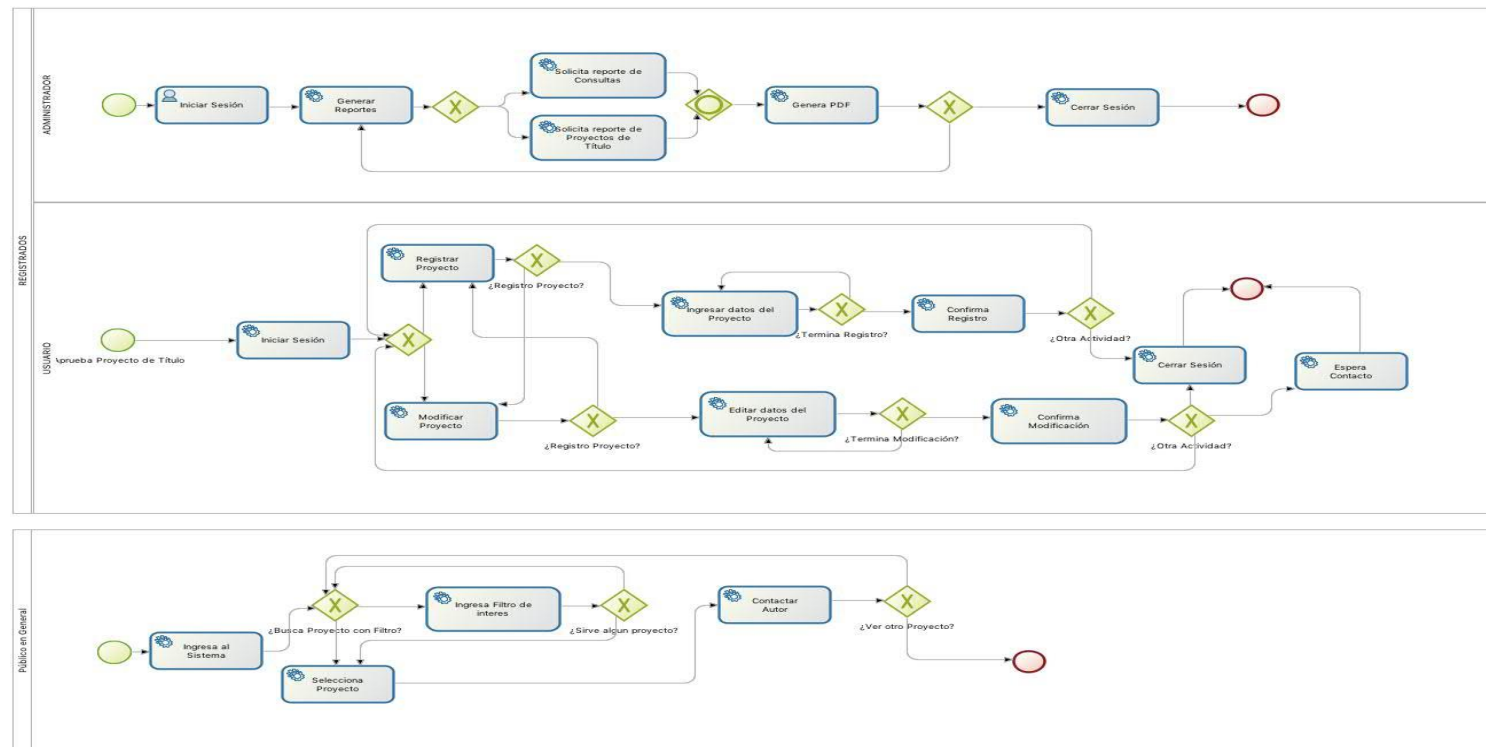 REGISTRADOS
ADMINISTRADOR
Iniciar Sesión
Generar
Reportes
Solicita reporte de
Consultas
Solicita reporte de
Proyectos de
Título
Genera PDF
Cerrar Sesión
USUARIO
Aprueba Proyecto de Título
Iniciar Sesión
Registrar
Proyecto
¿Registro Proyecto?
Ingresar datos del
Proyecto
¿Termina Registro?
Confirma
Registro
¿Otra Actividad?
Cerrar Sesión
Espera
Contacto
Modificar
Proyecto
¿Registro Proyecto?
Editar datos del
Proyecto
¿Termina Modificación?
Confirma
Modificación
¿Otra Actividad?
Público en General
Ingresa al
Sistema
¿Busca Proyecto con Filtro?
Ingresa Filtro de
interes
¿Sirve algun proyecto?
Selecciona
Proyecto
Contactar
Autor
¿Ver otro Proyecto?